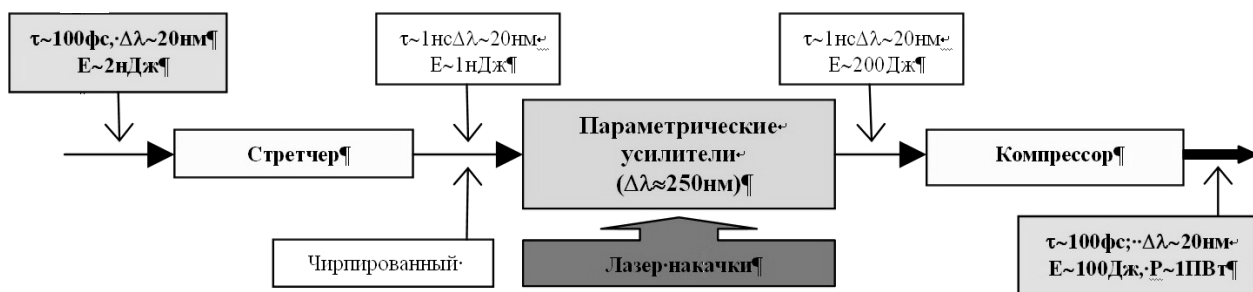 τ~100фс,·Δλ~20нм¶
E~2нДж¶
τ~1нсΔλ~20нм↵
E~1нДж¶
τ~1нсΔλ~20нм↵
E~200Дж¶
Стретчер¶
Параметрические↵
усилители↵
(Δλ≈250нм)¶
Компрессор¶
Чирпированный·
Лазер·накачки¶
τ~100фс;··Δλ~20нм↵
E~100Дж,·P~1ПВт¶